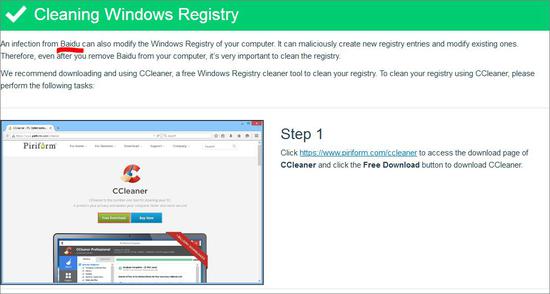 Cleaning Windows Registry
An infection from Baidu can also modify the Windows Registry of your computer. It can maliciously create new registry entries and modify existing ones.
Therefore, even after you remove Baidu from your computer, it's very important to clean the registry.
We recommend downloading and using CCleaner, a free Windows Registry cleaner tool to clean your registry. To clean your registry using CCleaner, please
perform the following tasks:
Piriform
CCleaner
Free Download Buy Now
CCleaner Professional
Step 1
Click https://www.piriform.com/ccleaner to access the download page of
CCleaner and click the Free Download button to download CCleaner.